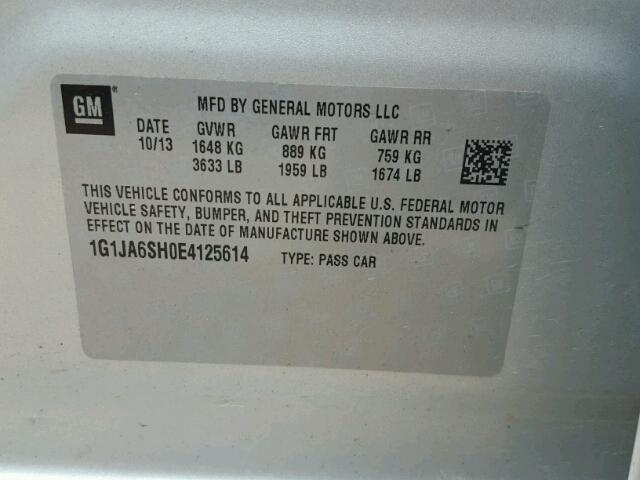 GM® MFD BY GENERAL MOTORS LLC
DATE GVWR GAWR FRT GAWR RR
10/13 1648 KG 889 KG 759 KG
3633 LB 1959 LB 1674 LB
THIS VEHICLE CONFORMS TO ALL APPLICABLE U.S. FEDERAL MOTOR
VEHICLE SAFETY, BUMPER, AND THEFT PREVENTION STANDARDS IN
EFFECT ON THE DATE OF MANUFACTURE SHOWN ABOVE.
1G1JA6SH0E4125614 TYPE: PASS CAR